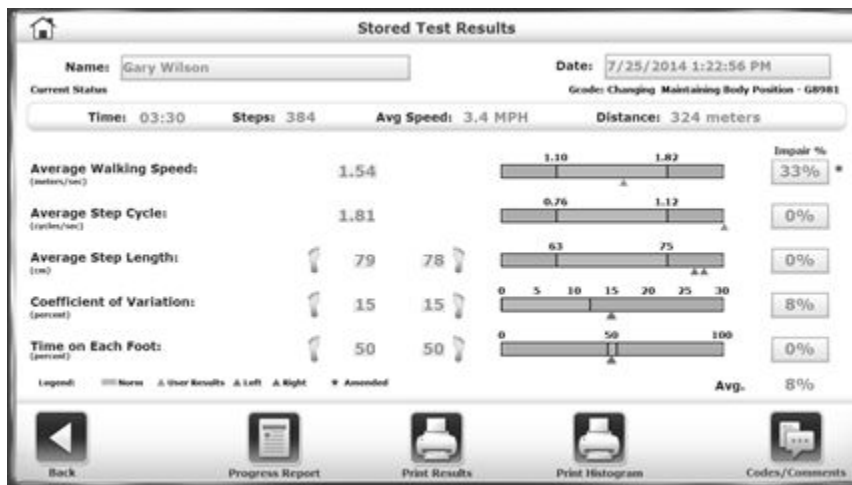 Stored Test Results
Name: Gary Wilson Date: 7/25/2014 1:22:56 PM
Current Status Gcode: Changing Maintaining Body Position - G8981
Time: 03:30 Steps: 384 Avg Speed: 3.4 MPH Distance: 324 meters
Impair %
1.10 1.82
Average Walking Speed: 1.54 33% *
(meters/sec)
0.76 1.12
Average Step Cycle: 1.81 0%
(cycles/sec)
63 75
Average Step Length: 79 78 0%
(cm)
0 5 10 15 20 25 30
Coefficient of Variation: 15 15 8%
(percent)
0 50 100
Time on Each Foot: 50 50 0%
(percent)
Legend: Norm User Results Left Right * Amended
Avg. 8%
Back Progress Report Print Results Print Histogram Codes/Comments